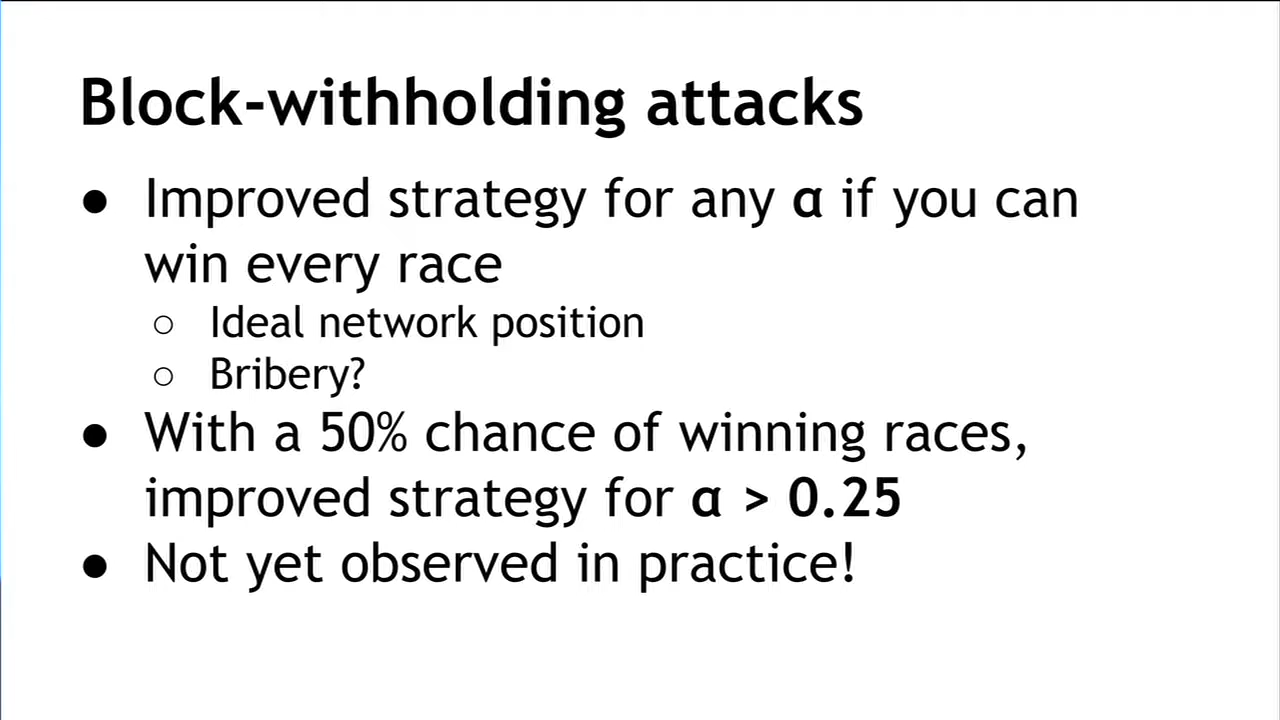 Block-withholding attacks
● Improved strategy for any α if you can
win every race
○ Ideal network position
○ Bribery?
● With a 50% chance of winning races,
improved strategy for α > 0.25
● Not yet observed in practice!